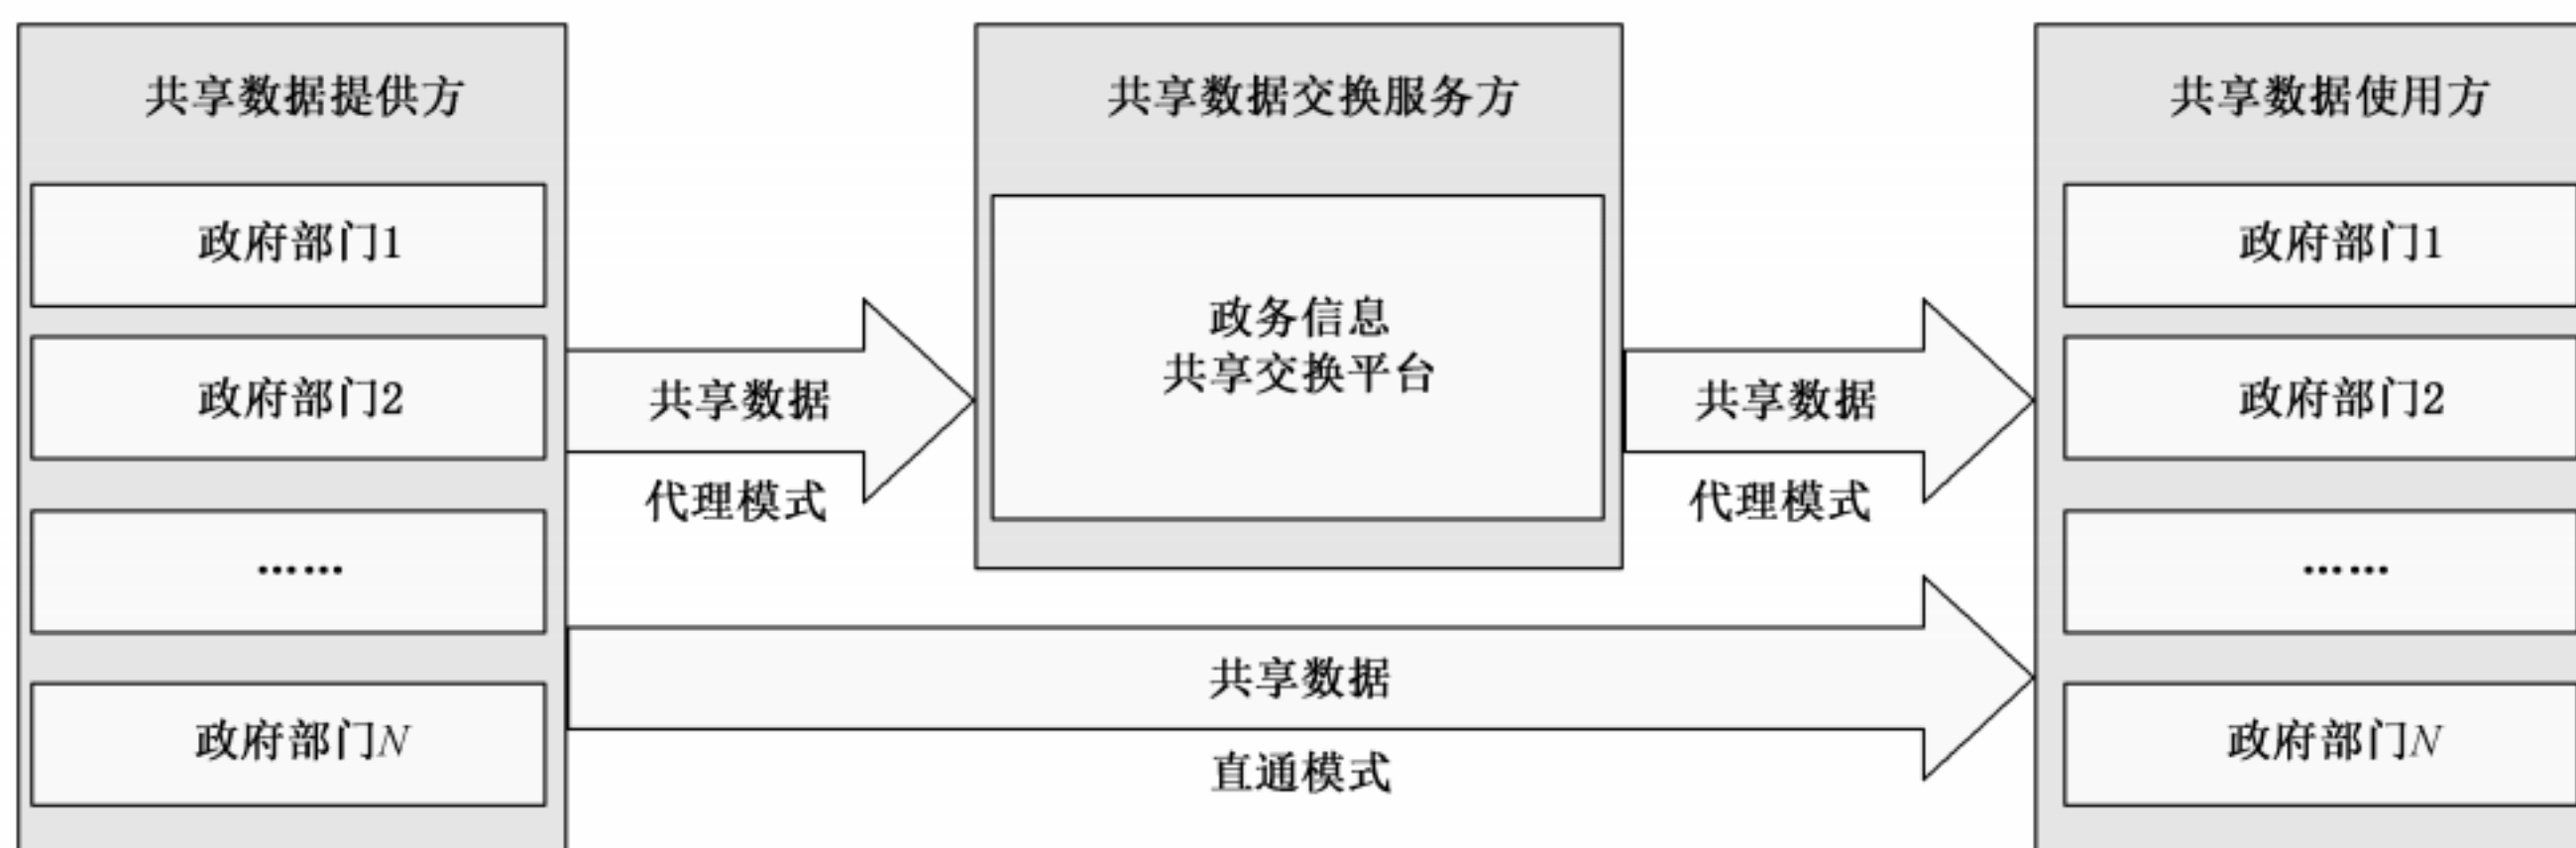 共享数据提供方
政府部门1
政府部门2
……
政府部门N
共享数据
代理模式
共享数据交换服务方
政务信息
共享交换平台
共享数据
代理模式
共享数据
直通模式
共享数据使用方
政府部门1
政府部门2
……
政府部门N